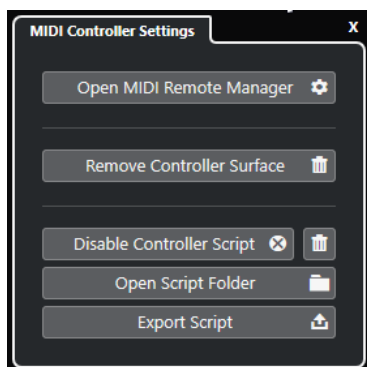 MIDI Controller Settings
X
Open MIDI Remote Manager
Remove Controller Surface
Disable Controller Script
Open Script Folder
Export Script